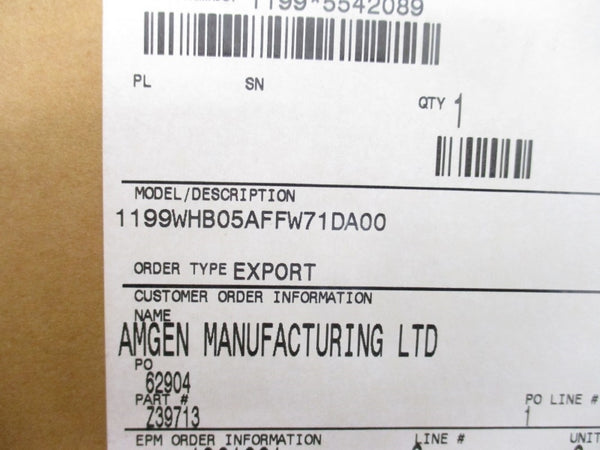 1199*5542089
PL SN
QTY 1
MODEL/DESCRIPTION
1199WHB05AFFW71DA00
ORDER TYPE EXPORT
CUSTOMER ORDER INFORMATION
NAME
AMGEN MANUFACTURING LTD
PO
62904
PART # PO LINE #
Z39713 1
EPM ORDER INFORMATION LINE # UNIT